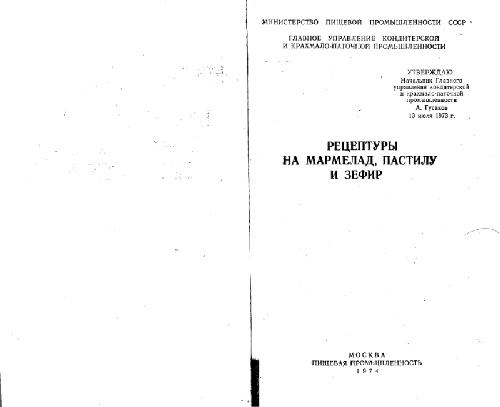 МИНИСТЕРСТВО ПИЩЕВОЙ ПРОМЫШЛЕННОСТИ СССР
ГЛАВНОЕ УПРАВЛЕНИЕ КОНДИТЕРСКОЙ
И КРАХМАЛО-ПАТОЧНОЙ ПРОМЫШЛЕННОСТИ
УТВЕРЖДАЮ
Начальник Главного
управления кондитерской
и крахмало-паточной
промышленности
А. Гусаков
13 июля 1973 г.
РЕЦЕПТУРЫ
НА МАРМЕЛАД, ПАСТИЛУ
И ЗЕФИР
МОСКВА
ПИЩЕВАЯ ПРОМЫШЛЕННОСТЬ
1974